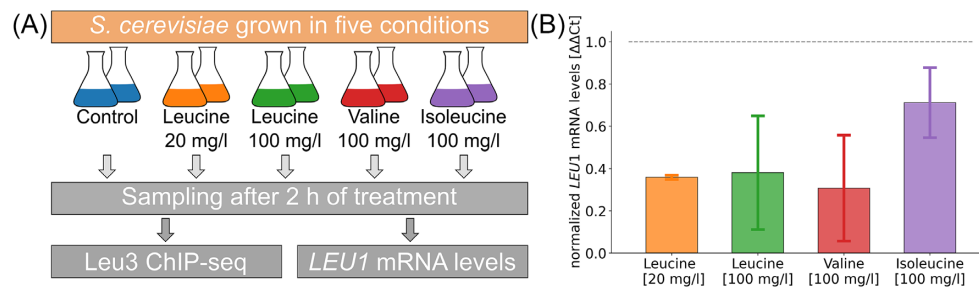 (A)
S. cerevisiae grown in five conditions
Control
Leucine
20 mg/l
Leucine
100 mg/l
Valine
100 mg/l
Isoleucine
100 mg/l
Sampling after 2 h of treatment
Leu3 ChIP-seq
LEU1 mRNA levels
(B)
normalized LEU1 mRNA levels [ΔΔCt]
1.0
0.8
0.6
0.4
0.2
0.0
Leucine
[20 mg/l]
Leucine
[100 mg/l]
Valine
[100 mg/l]
Isoleucine
[100 mg/l]